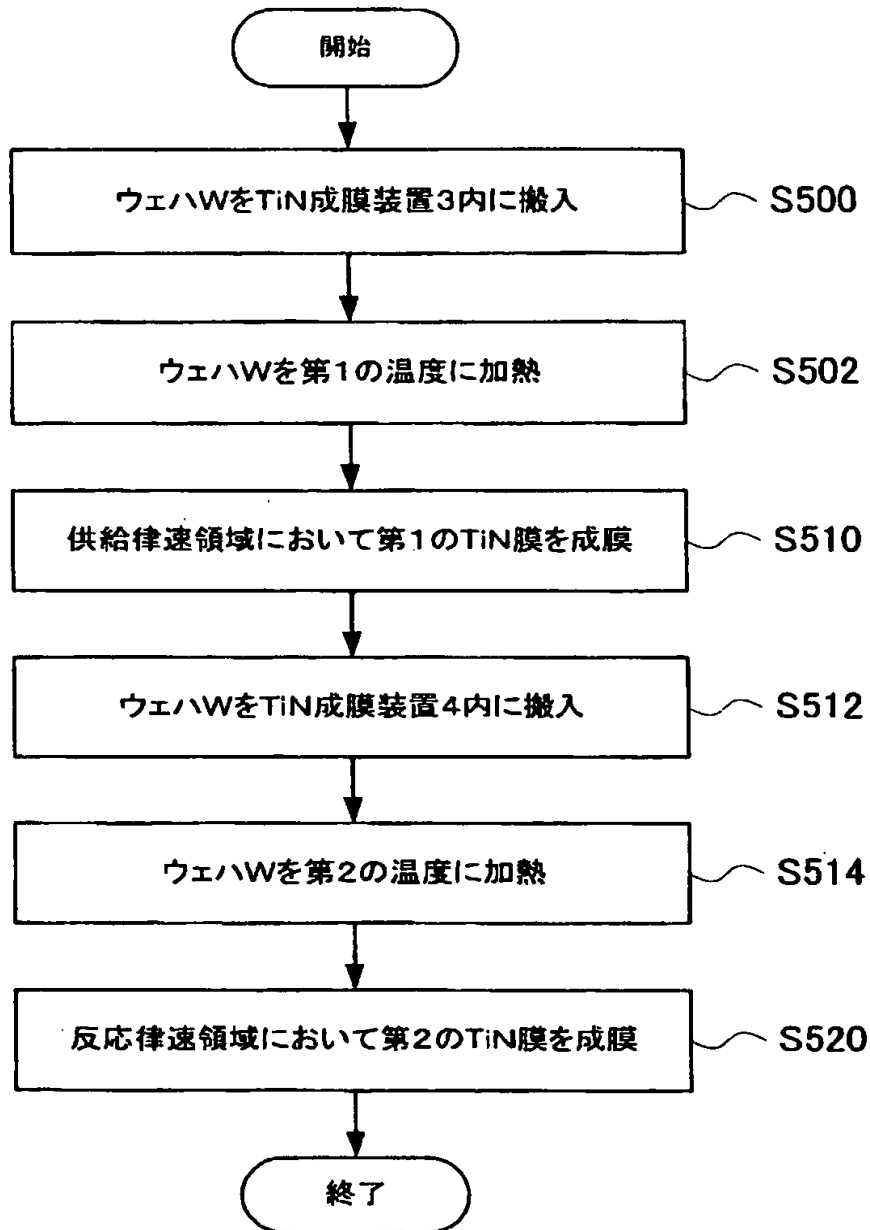 開始
ウェハWをTiN成膜装置3内に搬入
S500
ウェハWを第1の温度に加熱
S502
供給律速領域において第1のTiN膜を成膜
S510
ウェハWをTiN成膜装置4内に搬入
S512
ウェハWを第2の温度に加熱
S514
反応律速領域において第2のTiN膜を成膜
S520
終了